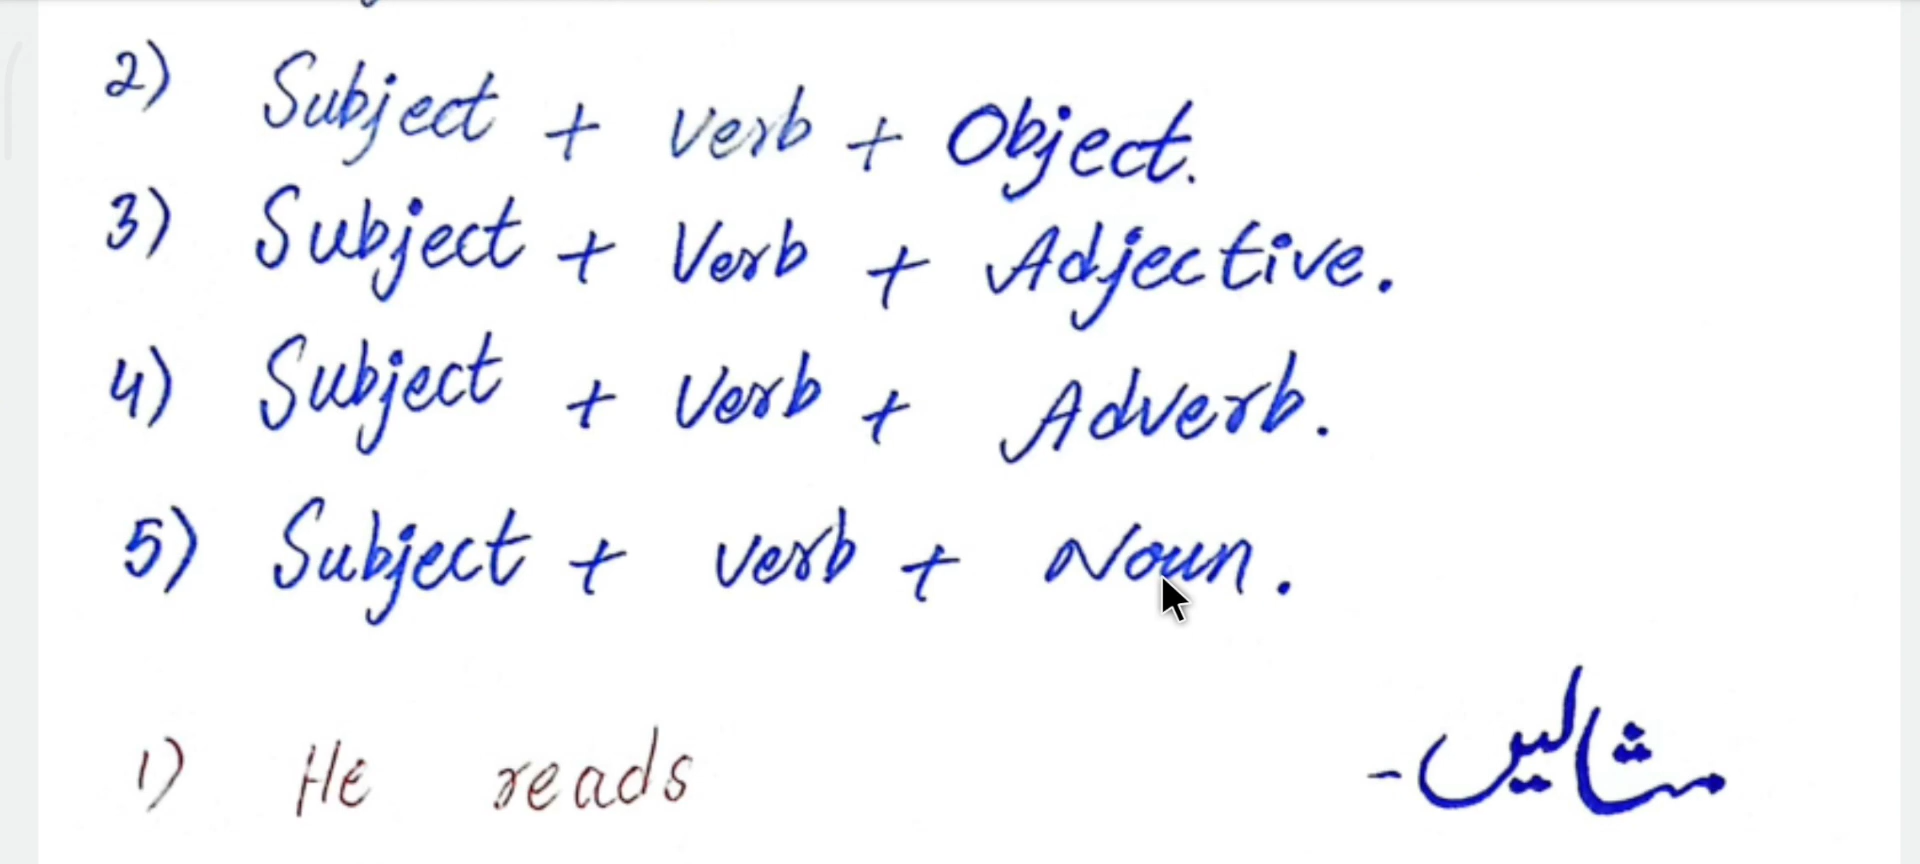 2) Subject + verb + Object.
3) Subject + Verb + Adjective.
4) Subject + Verb + Adverb.
5) Subject + verb + Noun.
مثالیں -
1) He reads